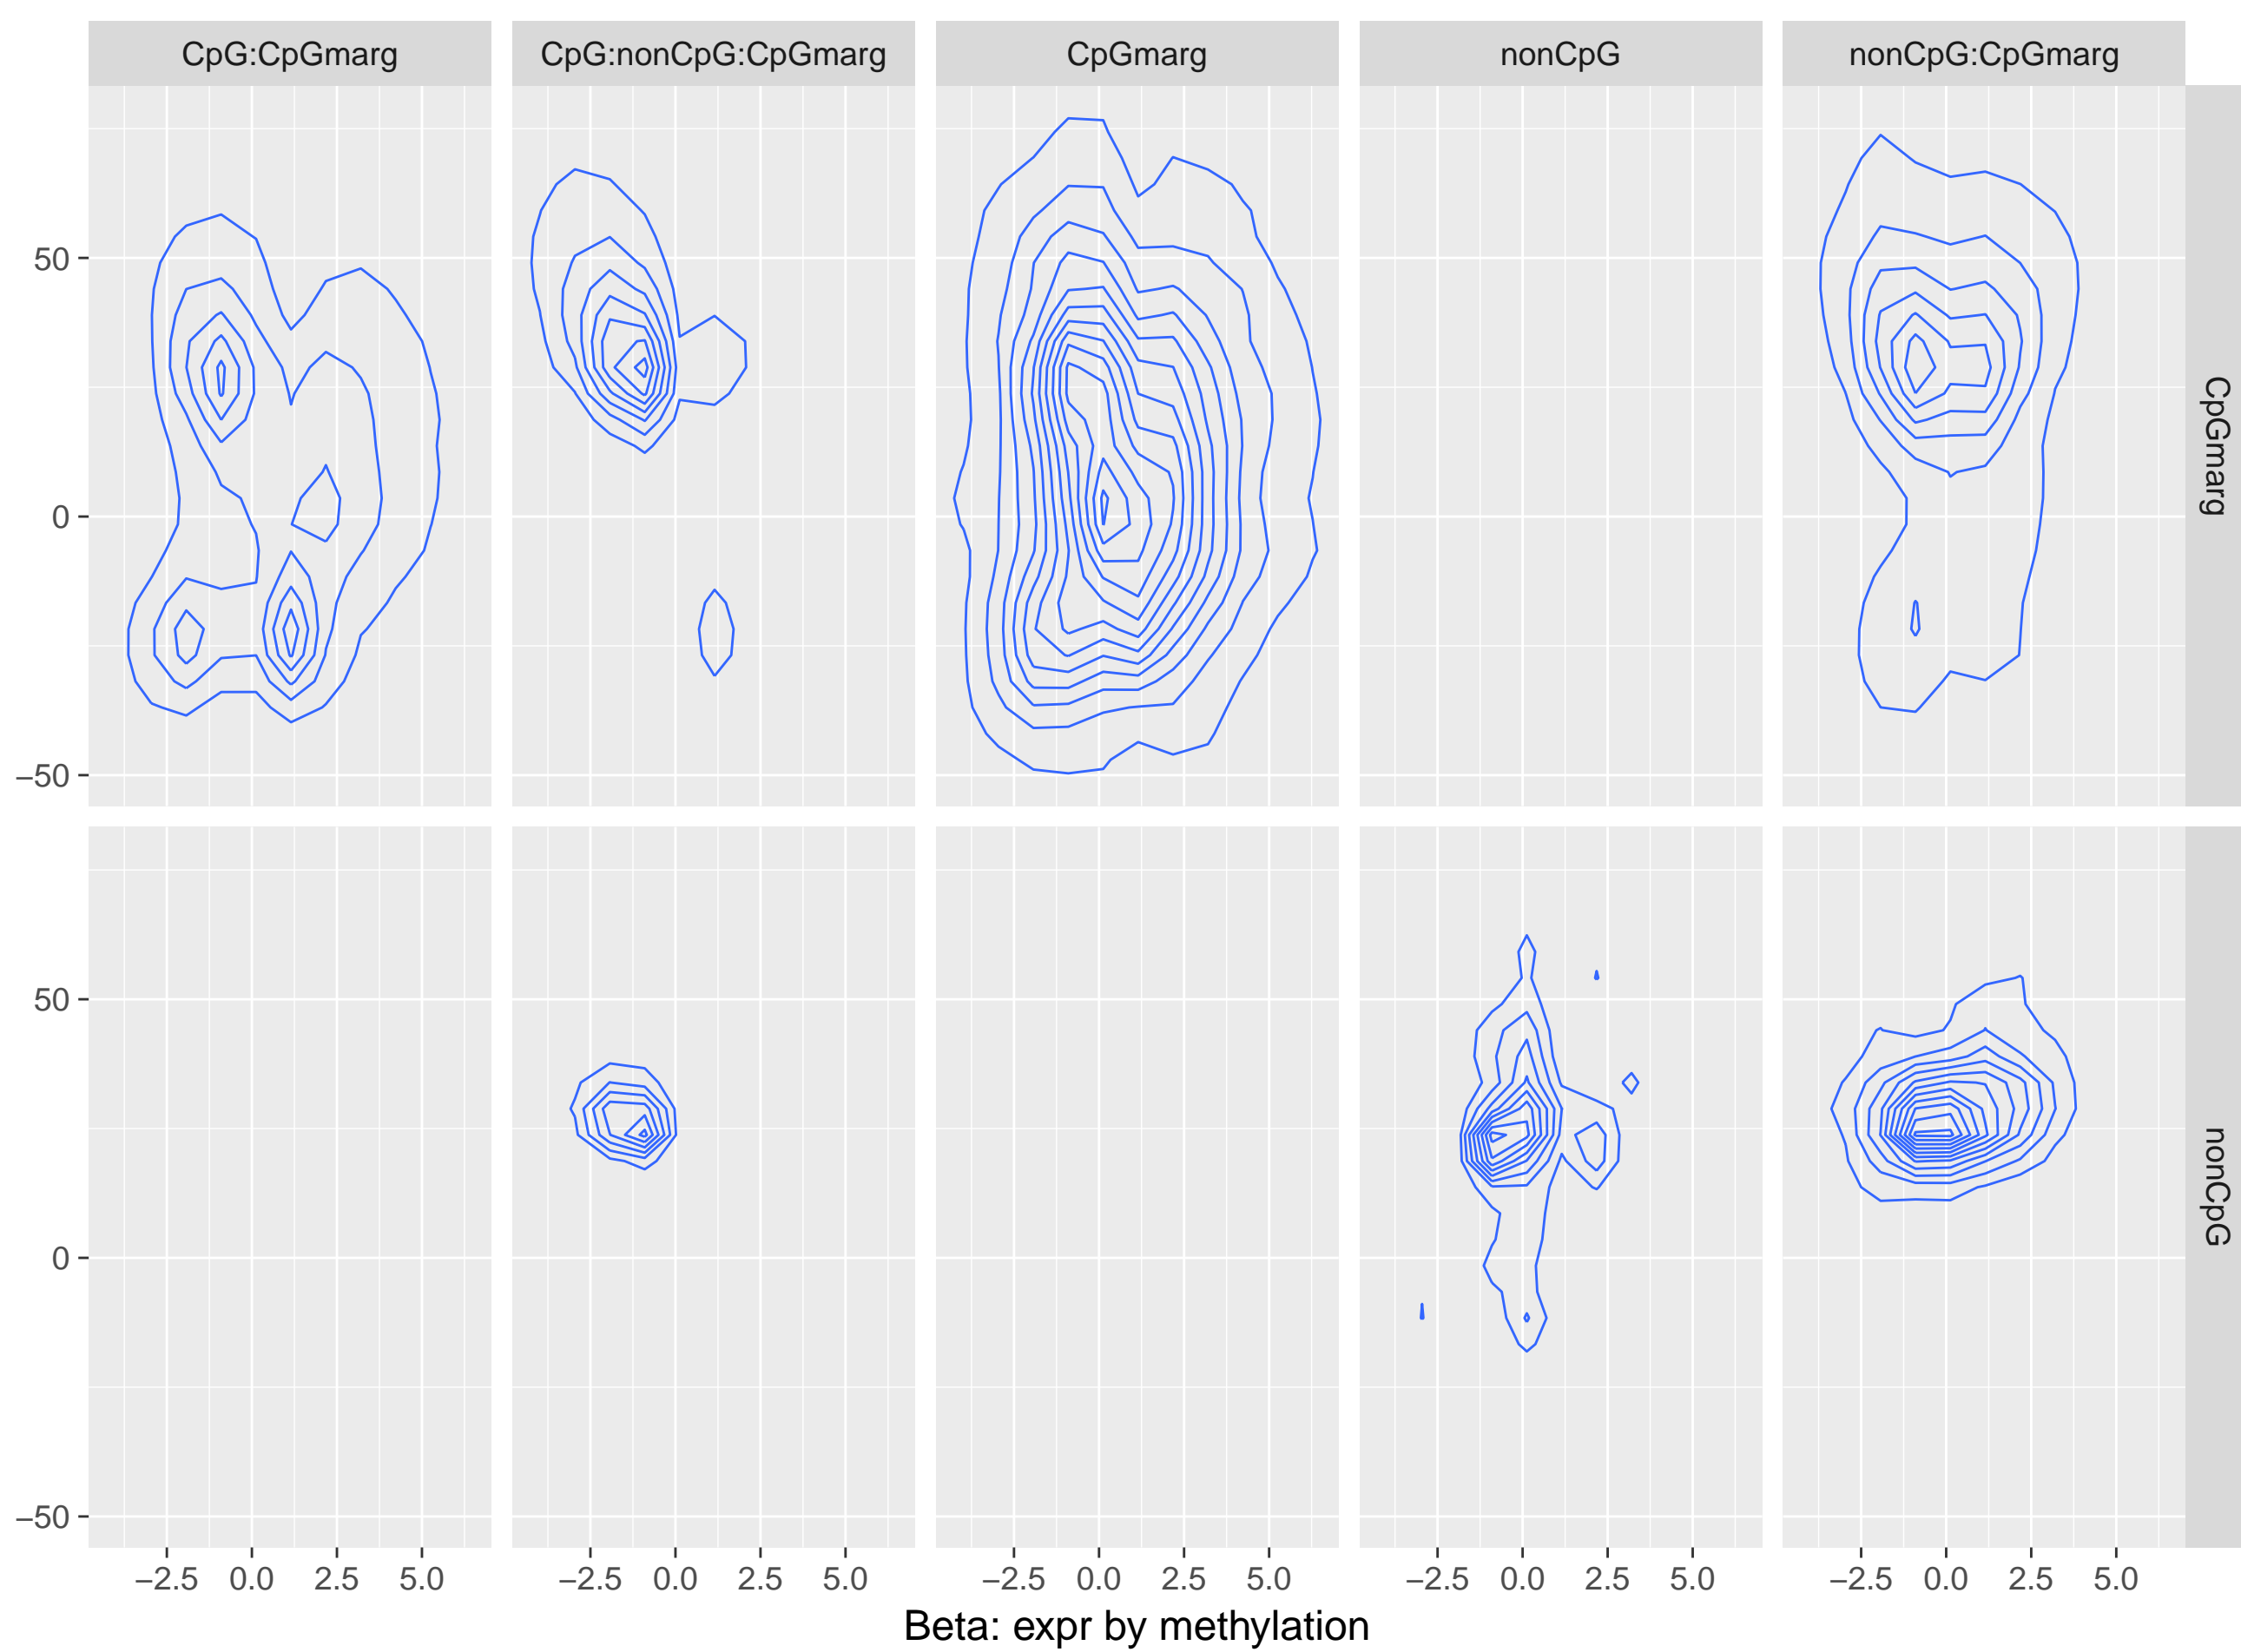 CpG:CpGmarg CpG:nonCpG:CpGmarg CpGmarg nonCpG nonCpG:CpGmarg
50
0
−50
CpGmarg
50
0
−50
nonCpG
−2.5 0.0 2.5 5.0 −2.5 0.0 2.5 5.0 −2.5 0.0 2.5 5.0 −2.5 0.0 2.5 5.0 −2.5 0.0 2.5 5.0
Beta: expr by methylation